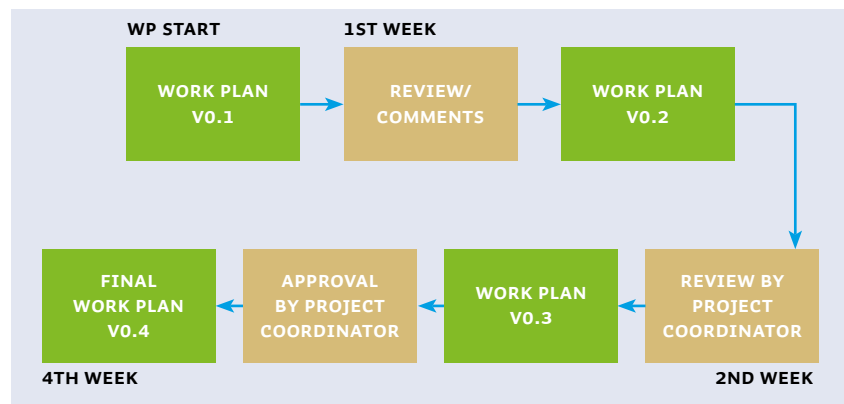 WP START
1ST WEEK
WORK PLAN
V0.1
REVIEW/
COMMENTS
WORK PLAN
V0.2
FINAL
WORK PLAN
V0.4
APPROVAL
BY PROJECT
COORDINATOR
WORK PLAN
V0.3
REVIEW BY
PROJECT
COORDINATOR
4TH WEEK
2ND WEEK